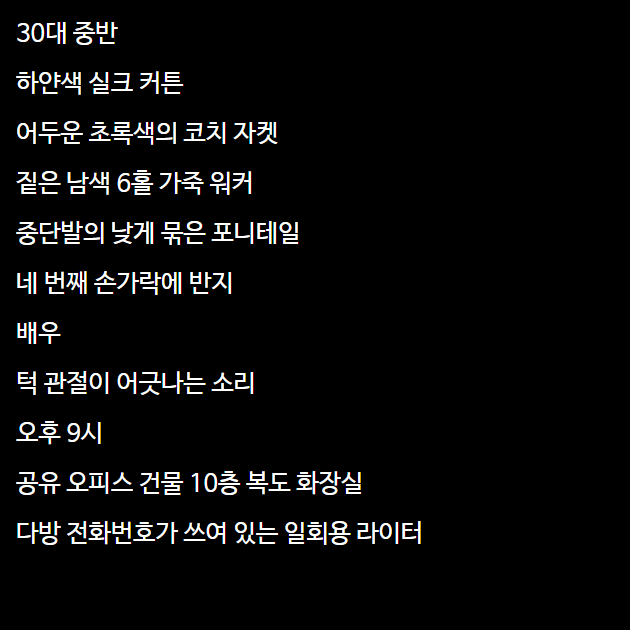 30대 중반
하얀색 실크 커튼
어두운 초록색의 코치 자켓
짙은 남색 6홀 가죽 워커
중단발의 낮게 묶은 포니테일
네 번째 손가락에 반지
배우
턱 관절이 어긋나는 소리
오후 9시
공유 오피스 건물 10층 복도 화장실
다방 전화번호가 쓰여 있는 일회용 라이터